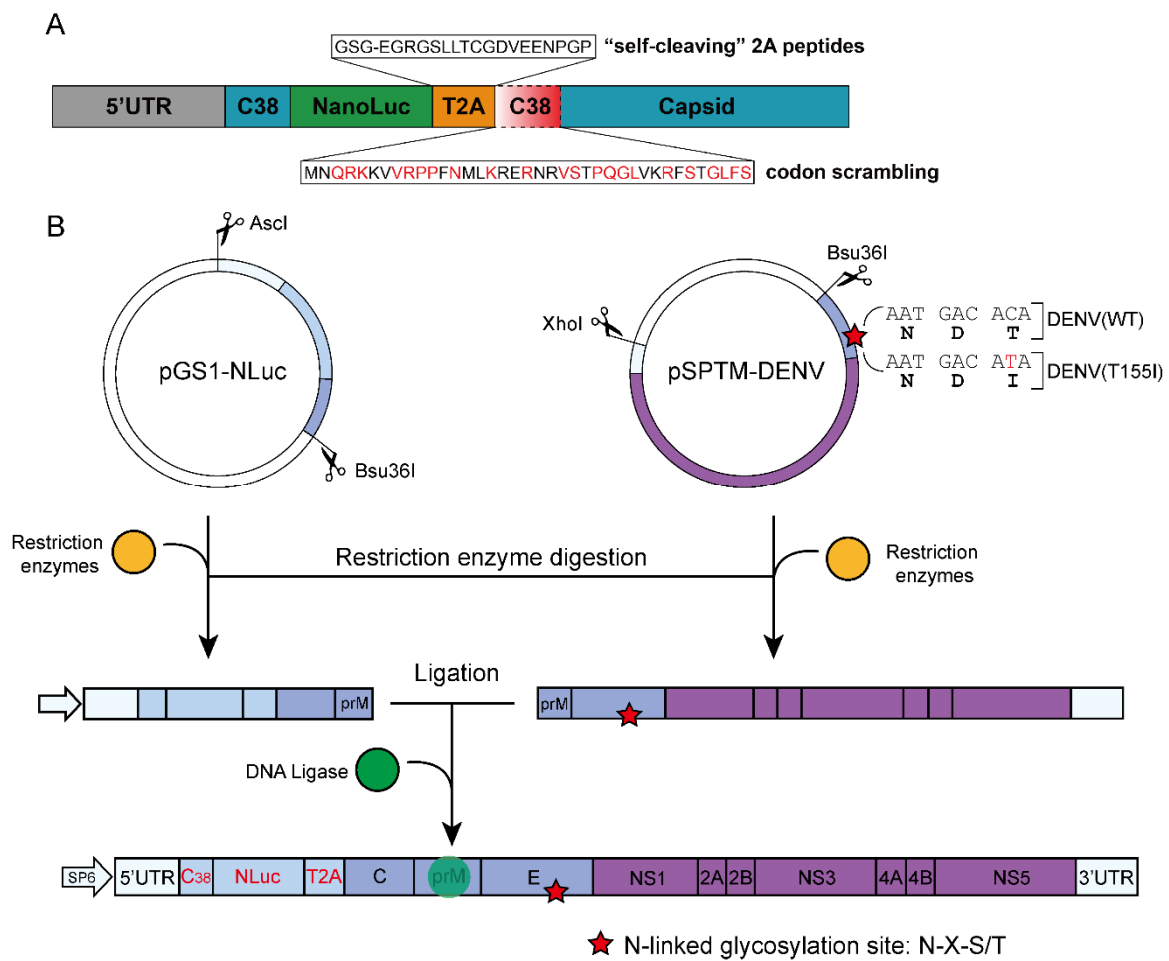 A
GSG-EGRGSLLTCGDVEENPGP "self-cleaving" 2A peptides
5'UTR C38 NanoLuc T2A C38 Capsid
MNQRKKVVRPPFNMLKRERNRVSTPQGLVKRFSTGLFS codon scrambling
B
AscI
Bsu36I
XhoI
AAT GAC ACA
N D T
DENV(WT)
AAT GAC ATA
N D I
DENV(T155I)
pGS1-NLuc
pSPTM-DENV
Bsu36I
Restriction
enzymes
Restriction enzyme digestion
Restriction
enzymes
prM
Ligation
prM
DNA Ligase
SP6 5'UTR C38 NLuc T2A C prM E NS1 2A 2B NS3 4A 4B NS5 3'UTR
N-linked glycosylation site: N-X-S/T